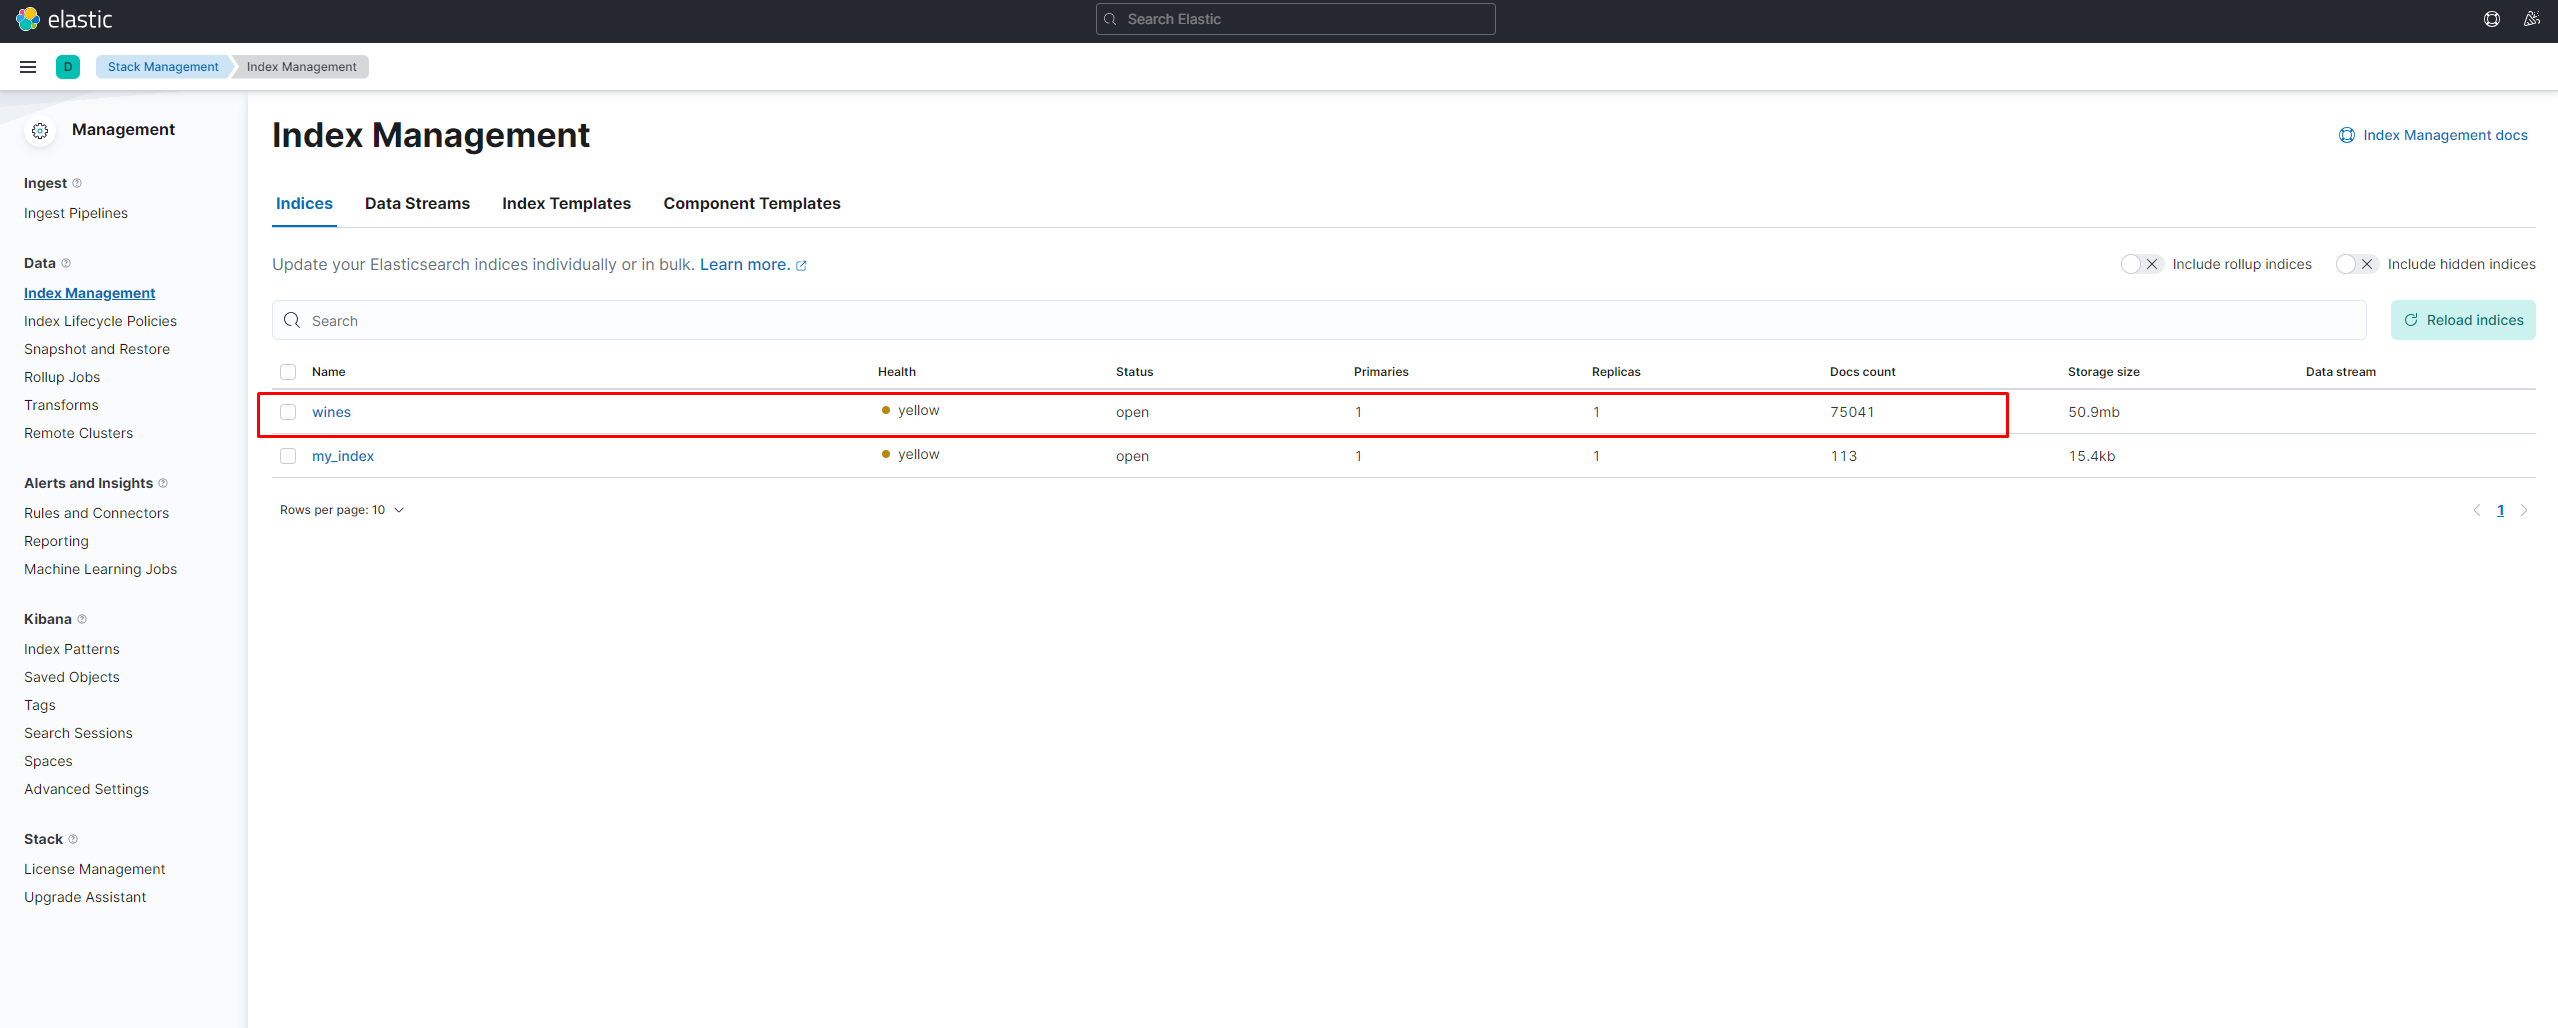 elastic
Search Elastic
D
Stack Management
Index Management
Management
Ingest
Ingest Pipelines
Data
Index Management
Index Lifecycle Policies
Snapshot and Restore
Rollup Jobs
Transforms
Remote Clusters
Alerts and Insights
Rules and Connectors
Reporting
Machine Learning Jobs
Kibana
Index Patterns
Saved Objects
Tags
Search Sessions
Spaces
Advanced Settings
Stack
License Management
Upgrade Assistant
Index Management
Index Management docs
Indices Data Streams Index Templates Component Templates
Update your Elasticsearch indices individually or in bulk. Learn more.
Include rollup indices Include hidden indices
Search
Reload indices
Name Health Status Primaries Replicas Docs count Storage size Data stream
wines yellow open 1 1 75041 50.9mb
my_index yellow open 1 1 113 15.4kb
Rows per page: 10
1